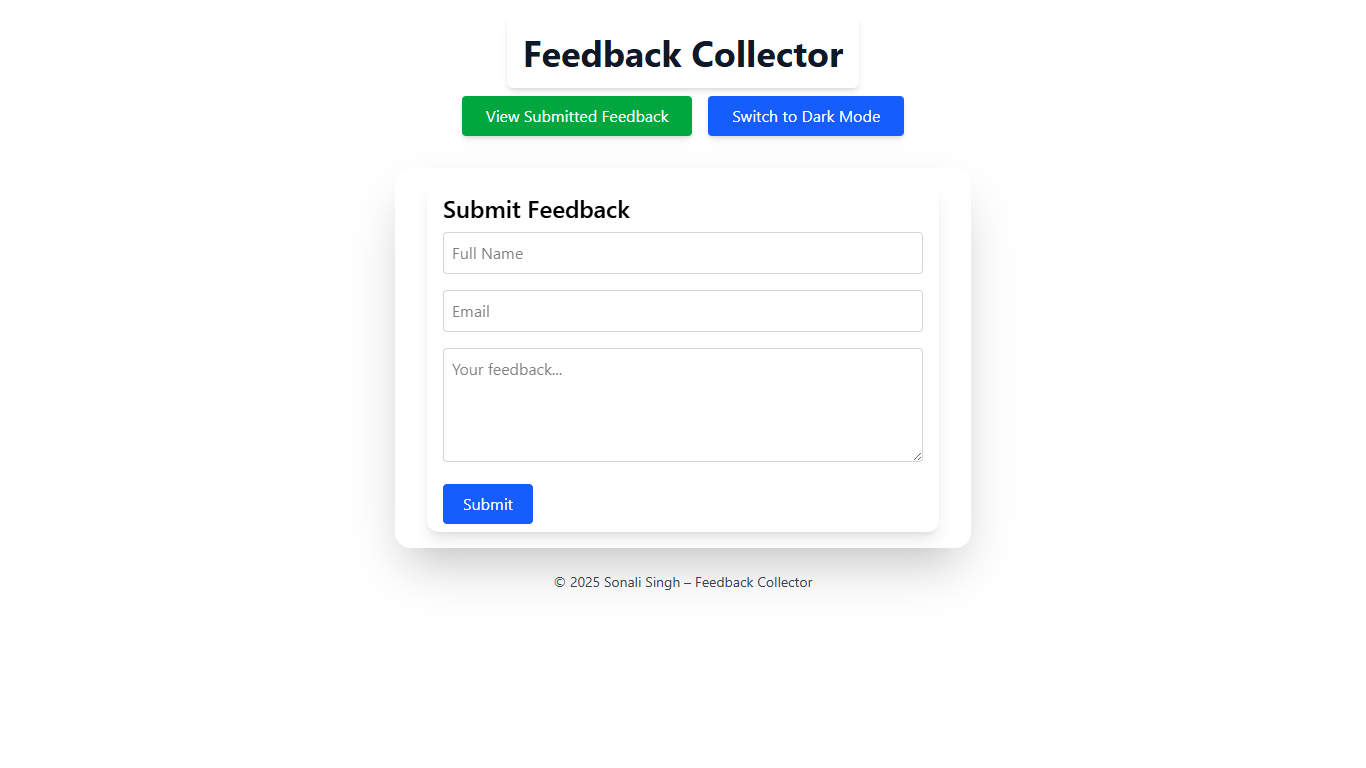 Feedback Collector
View Submitted Feedback
Switch to Dark Mode
Submit Feedback
Full Name
Email
Your feedback...
Submit
© 2025 Sonali Singh – Feedback Collector